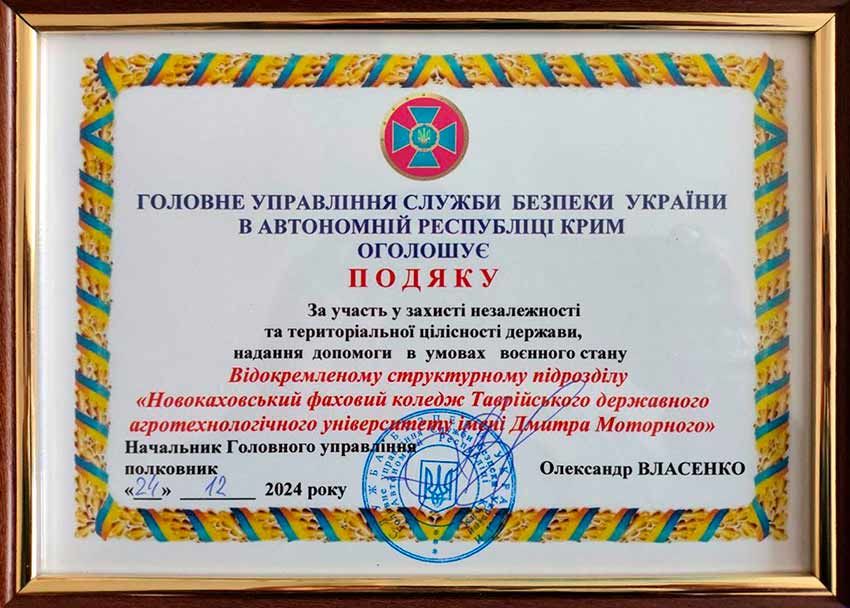 ГОЛОВНЕ УПРАВЛІННЯ СЛУЖБИ БЕЗПЕКИ УКРАЇНИ
В АВТОНОМНІЙ РЕСПУБЛІЦІ КРИМ
ОГОЛОШУЄ
ПОДЯКУ
За участь у захисті незалежності
та територіальної цілісності держави,
надання допомоги в умовах воєнного стану
Відокремленому структурному підрозділу
«Новокаховський фаховий коледж Таврійського державного
агротехнологічного університету імені Дмитра Моторного»
Начальник Головного управління
полковник Олександр ВЛАСЕНКО
«24» 12 2024 року